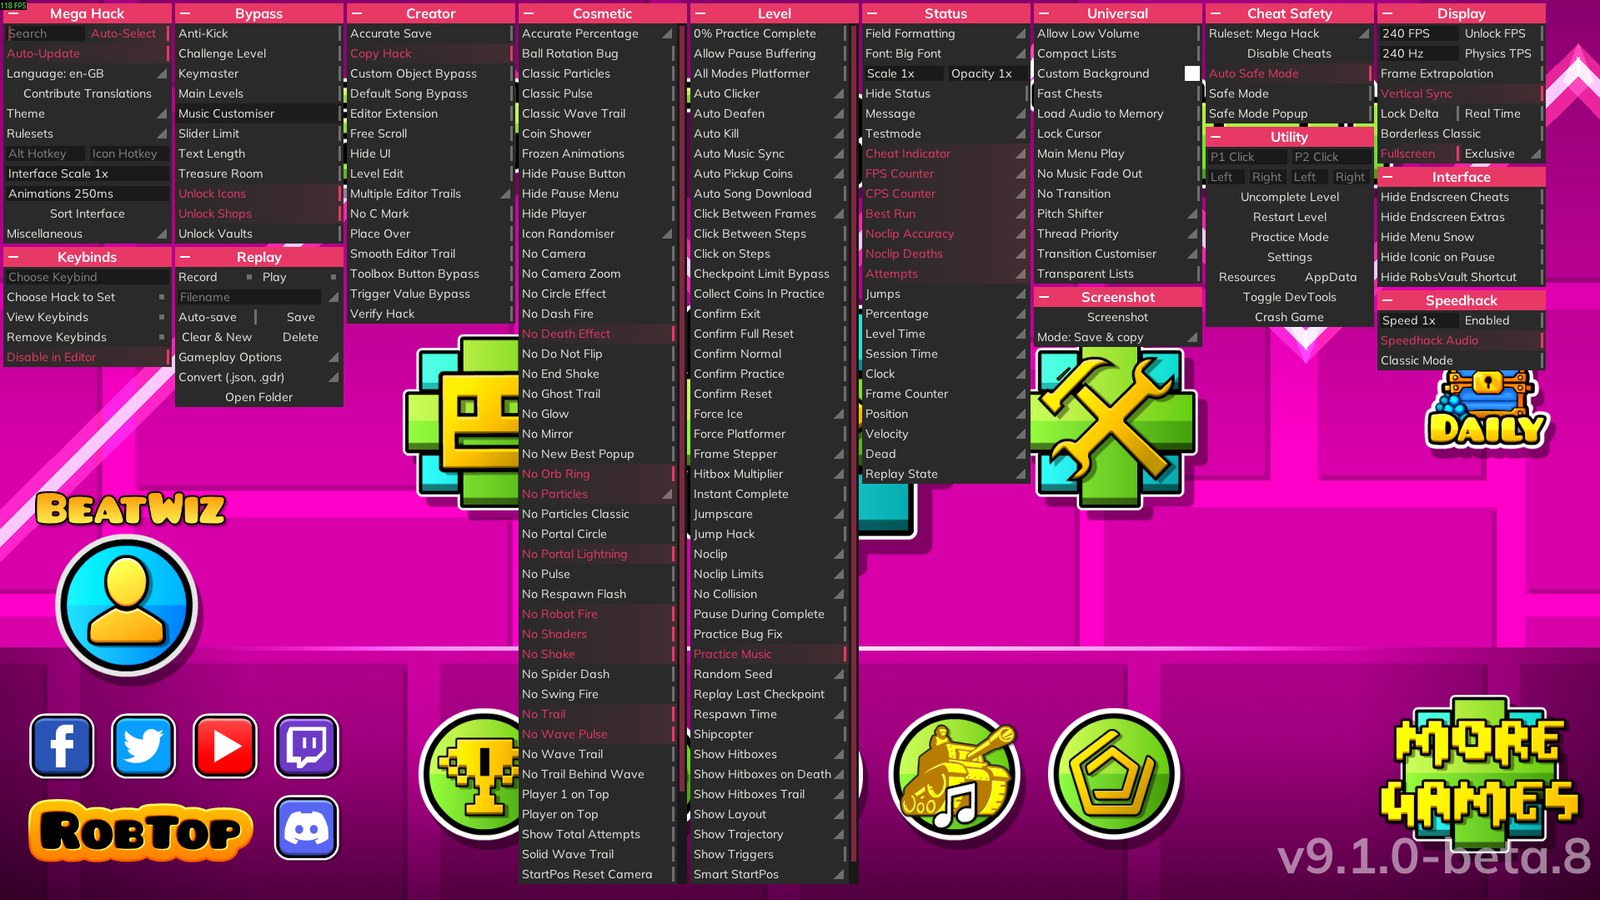 118 FPS
Mega Hack
Search
Auto-Select
Auto-Update
Language: en-GB
Contribute Translations
Theme
Rulesets
Alt Hotkey
Icon Hotkey
Interface Scale 1x
Animations 250ms
Sort Interface
Miscellaneous
Keybinds
Choose Keybind
Choose Hack to Set
View Keybinds
Remove Keybinds
Disable in Editor
Bypass
Anti-Kick
Challenge Level
Keymaster
Main Levels
Music Customiser
Slider Limit
Text Length
Treasure Room
Unlock Icons
Unlock Shops
Unlock Vaults
Replay
Record
Play
Filename
Auto-save
Save
Clear & New
Delete
Gameplay Options
Convert (.json, .gdr)
Open Folder
Creator
Accurate Save
Copy Hack
Custom Object Bypass
Default Song Bypass
Editor Extension
Free Scroll
Hide UI
Level Edit
Multiple Editor Trails
No C Mark
Place Over
Smooth Editor Trail
Toolbox Button Bypass
Trigger Value Bypass
Verify Hack
Cosmetic
Accurate Percentage
Ball Rotation Bug
Classic Particles
Classic Pulse
Classic Wave Trail
Coin Shower
Frozen Animations
Hide Pause Button
Hide Pause Menu
Hide Player
Icon Randomiser
No Camera
No Camera Zoom
No Circle Effect
No Dash Fire
No Death Effect
No Do Not Flip
No End Shake
No Ghost Trail
No Glow
No Mirror
No New Best Popup
No Orb Ring
No Particles
No Particles Classic
No Portal Circle
No Portal Lightning
No Pulse
No Respawn Flash
No Robot Fire
No Shaders
No Shake
No Spider Dash
No Swing Fire
No Trail
No Wave Pulse
No Wave Trail
No Trail Behind Wave
Player 1 on Top
Player on Top
Show Total Attempts
Solid Wave Trail
StartPos Reset Camera
Level
0% Practice Complete
Allow Pause Buffering
All Modes Platformer
Auto Clicker
Auto Deafen
Auto Kill
Auto Music Sync
Auto Pickup Coins
Auto Song Download
Click Between Frames
Click Between Steps
Click on Steps
Checkpoint Limit Bypass
Collect Coins In Practice
Confirm Exit
Confirm Full Reset
Confirm Normal
Confirm Practice
Confirm Reset
Force Ice
Force Platformer
Frame Stepper
Hitbox Multiplier
Instant Complete
Jumpscare
Jump Hack
Noclip
Noclip Limits
No Collision
Pause During Complete
Practice Bug Fix
Practice Music
Random Seed
Replay Last Checkpoint
Respawn Time
Shipcopter
Show Hitboxes
Show Hitboxes on Death
Show Hitboxes Trail
Show Layout
Show Trajectory
Show Triggers
Smart StartPos
Status
Field Formatting
Font: Big Font
Scale 1x
Opacity 1x
Hide Status
Message
Testmode
Cheat Indicator
FPS Counter
CPS Counter
Best Run
Noclip Accuracy
Noclip Deaths
Attempts
Jumps
Percentage
Level Time
Session Time
Clock
Frame Counter
Position
Velocity
Dead
Replay State
Universal
Allow Low Volume
Compact Lists
Custom Background
Fast Chests
Load Audio to Memory
Lock Cursor
Main Menu Play
No Music Fade Out
No Transition
Pitch Shifter
Thread Priority
Transition Customiser
Transparent Lists
Screenshot
Screenshot
Mode: Save & copy
Cheat Safety
Ruleset: Mega Hack
Disable Cheats
Auto Safe Mode
Safe Mode
Safe Mode Popup
Utility
P1 Click
P2 Click
Left
Right
Left
Right
Uncomplete Level
Restart Level
Practice Mode
Settings
Resources
AppData
Toggle DevTools
Crash Game
Display
240 FPS
Unlock FPS
240 Hz
Physics TPS
Frame Extrapolation
Vertical Sync
Lock Delta
Real Time
Borderless Classic
Fullscreen
Exclusive
Interface
Hide Endscreen Cheats
Hide Endscreen Extras
Hide Menu Snow
Hide Iconic on Pause
Hide RobsVault Shortcut
Speedhack
Speed 1x
Enabled
Speedhack Audio
Classic Mode
DAILY
BEATWIZ
ROBTOP
MORE
GAMES
v9.1.0-beta.8